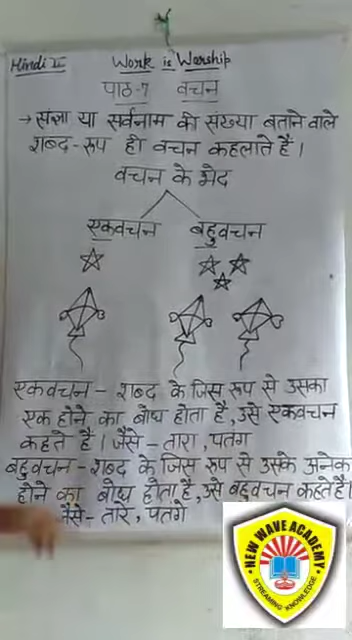 Hindi II Work is Worship
पाठ-7 वचन
→ संज्ञा या सर्वनाम की संख्या बताने वाले
शब्द-रूप ही वचन कहलाते हैं।
वचन के भेद
एकवचन बहुवचन
एकवचन - शब्द के जिस रूप से उसका
एक होने का बोध होता है, उसे एकवचन
कहते हैं। जैसे - तारा, पतंग
बहुवचन - शब्द के जिस रूप से उसके अनेक
होने का बोध होता है, उसे बहुवचन कहते हैं।
जैसे - तारे, पतंगे
NEW WAVE ACADEMY
STREAMING KNOWLEDGE